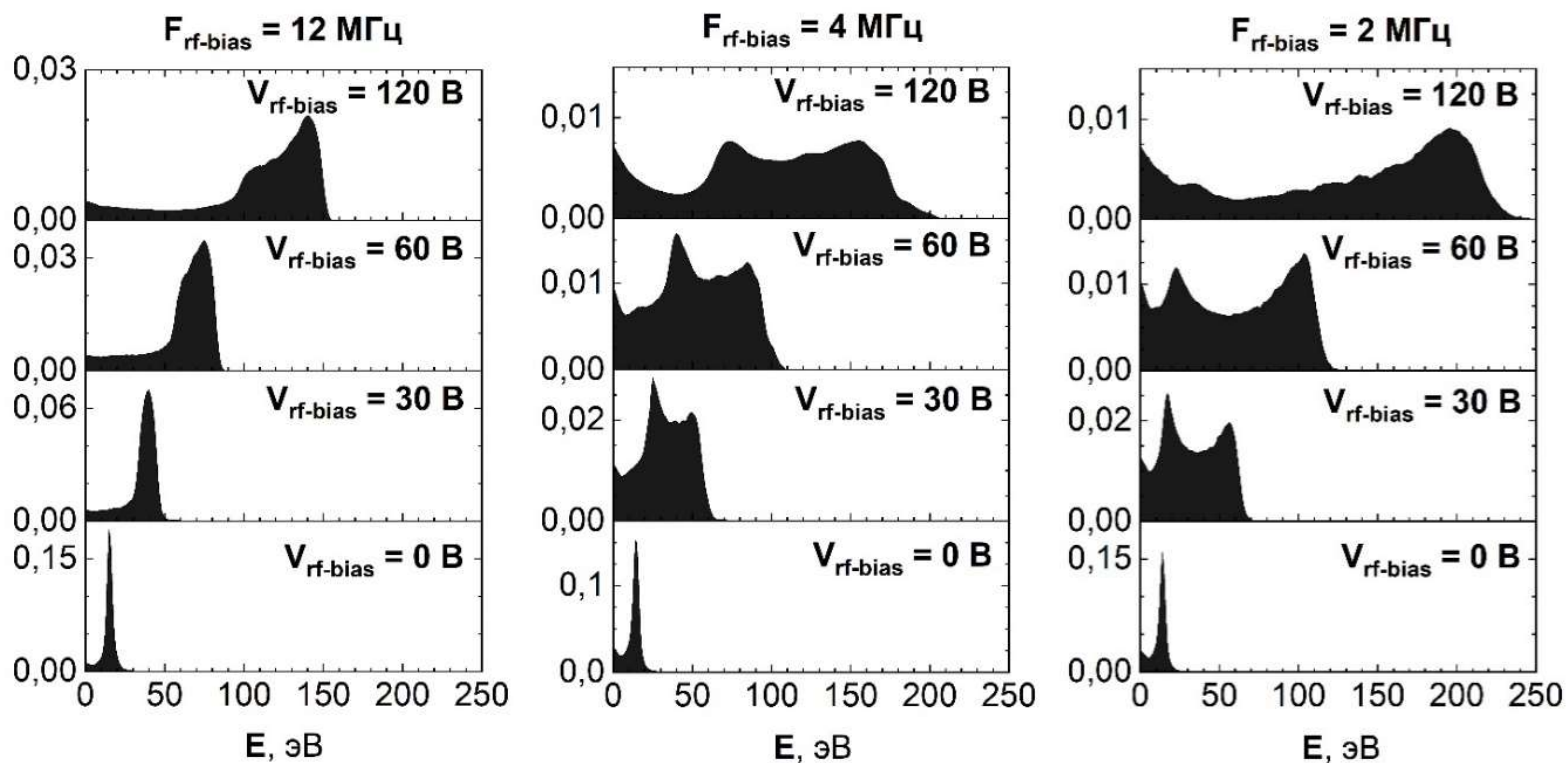 F_rf-bias = 12 МГц
0,03
V_rf-bias = 120 В
0,00
0,03
V_rf-bias = 60 В
0,00
0,06
V_rf-bias = 30 В
0,00
0,15
V_rf-bias = 0 В
0,00
0 50 100 150 200 250
E, эВ
F_rf-bias = 4 МГц
V_rf-bias = 120 В
0,01
0,00
V_rf-bias = 60 В
0,01
0,00
V_rf-bias = 30 В
0,02
0,00
V_rf-bias = 0 В
0,1
0,0
0 50 100 150 200 250
E, эВ
F_rf-bias = 2 МГц
V_rf-bias = 120 В
0,01
0,00
V_rf-bias = 60 В
0,01
0,00
V_rf-bias = 30 В
0,02
0,00
V_rf-bias = 0 В
0,15
0,00
0 50 100 150 200 250
E, эВ